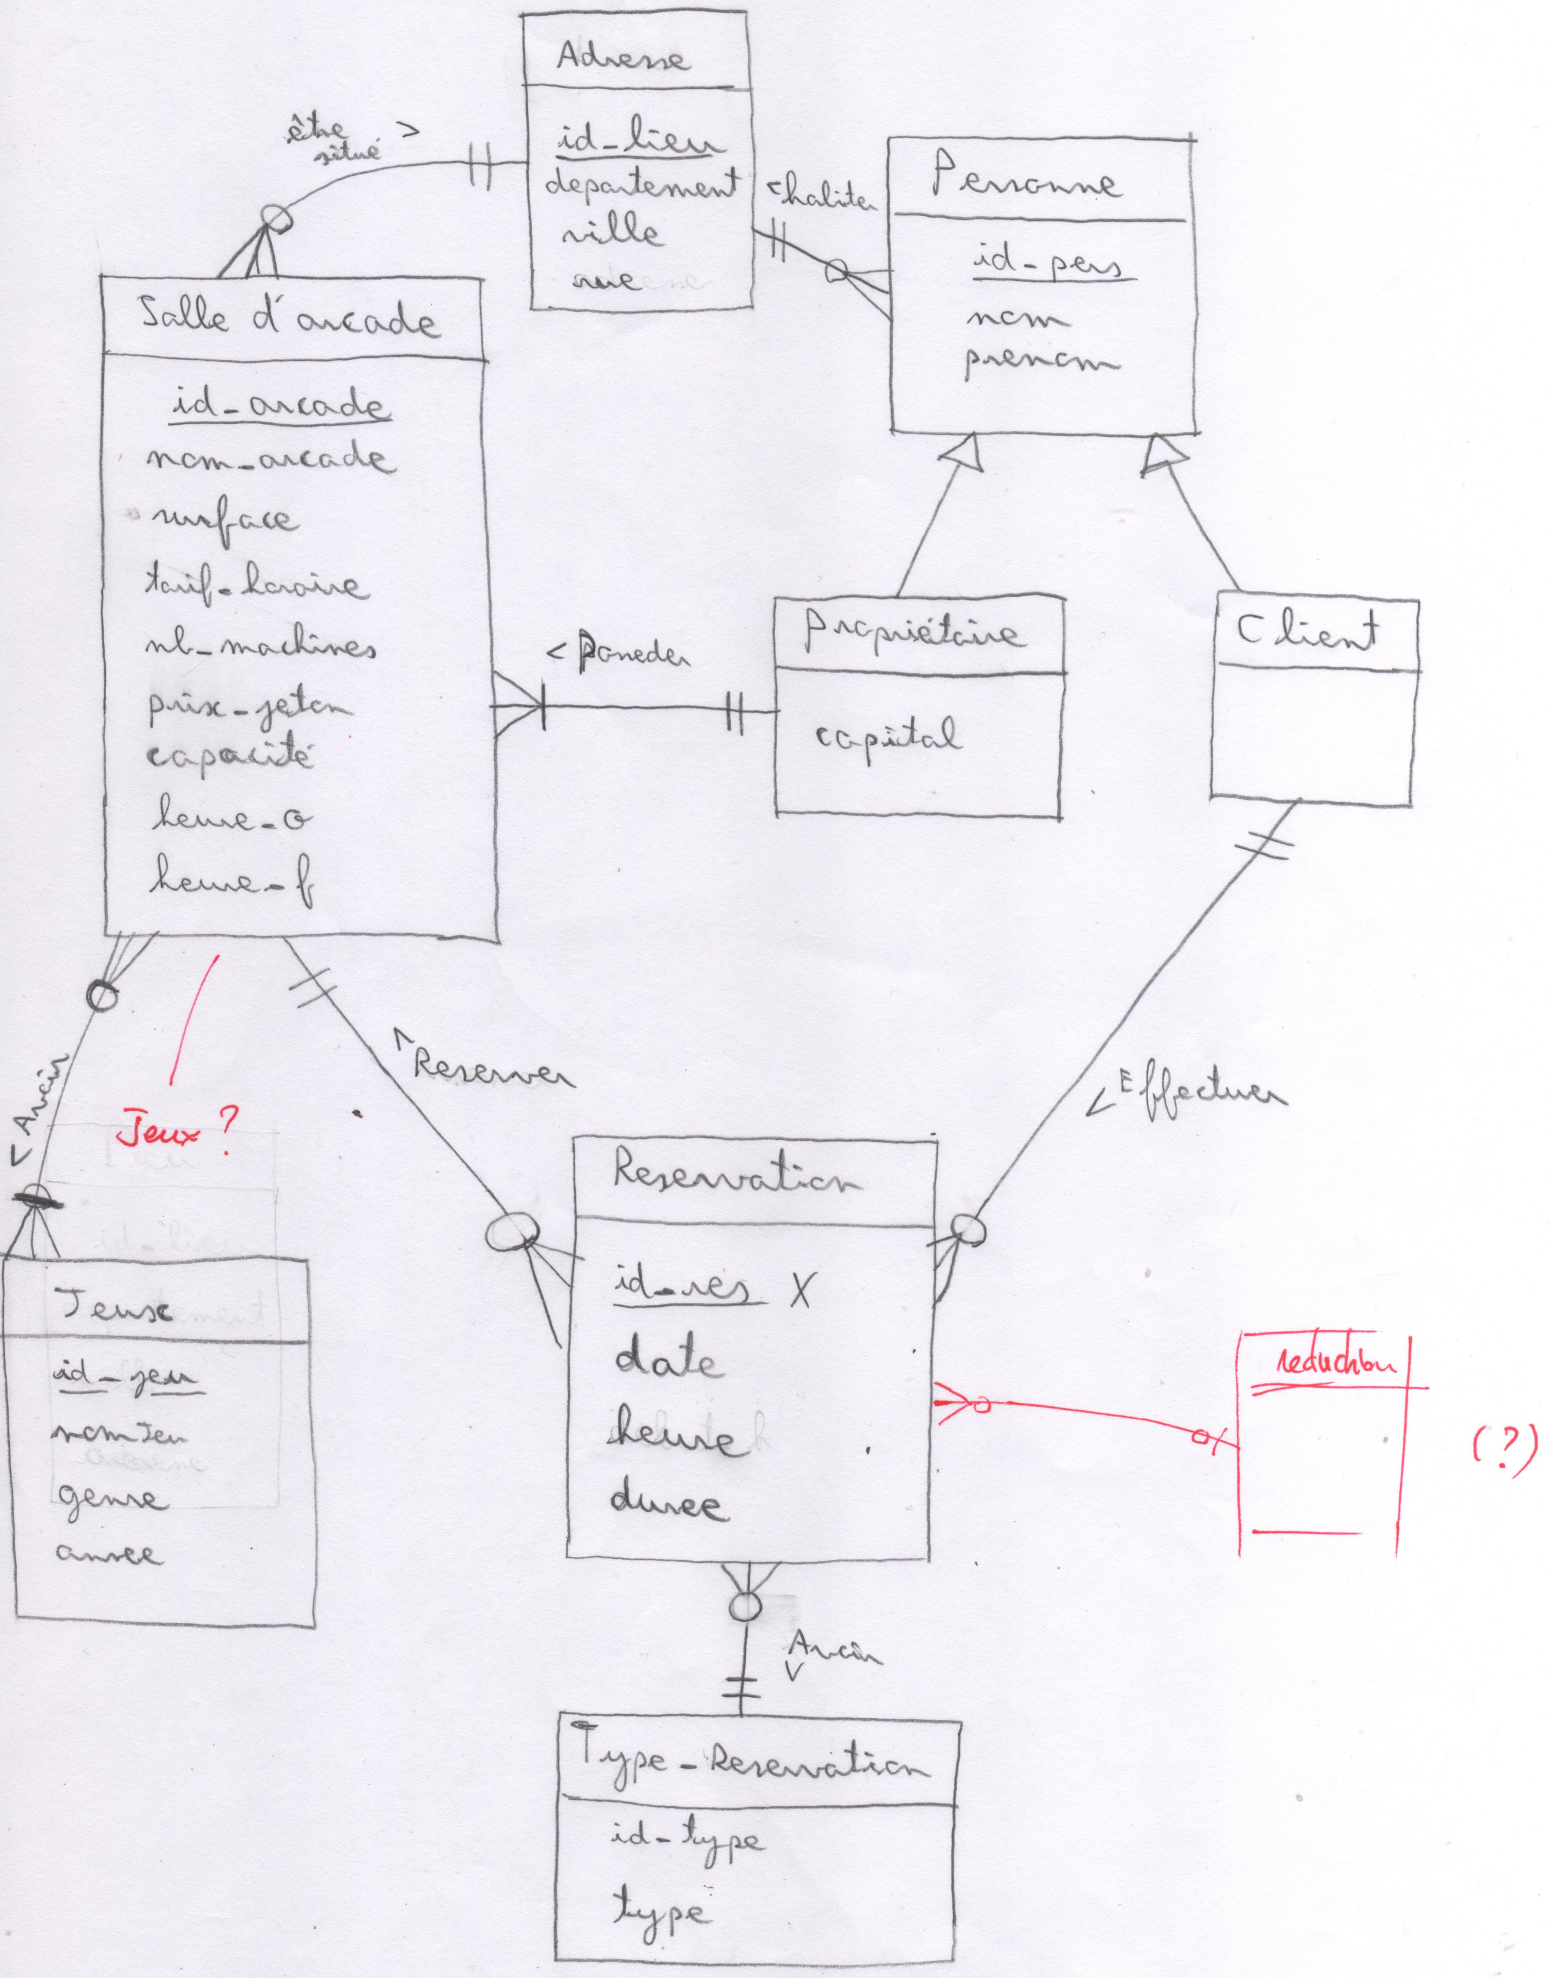 Adresse
id_lieu
departement
ville
rue
être >
situé
< habiter
Personne
id_pers
nom
prenom
Salle d'arcade
id_arcade
nom_arcade
surface
tarif_horaire
nb_machines
prix_jeton
capacité
heure_o
heure_f
< Posseder
Propriétaire
capital
Client
< Avoir
Jeux ?
^ Reserver
< Effectuer
Reservation
id_res X
date
heure
duree
Jeux
id_jeu
nomJeu
genre
annee
reduction
(?)
Avoir
V
Type_Reservation
id_type
type